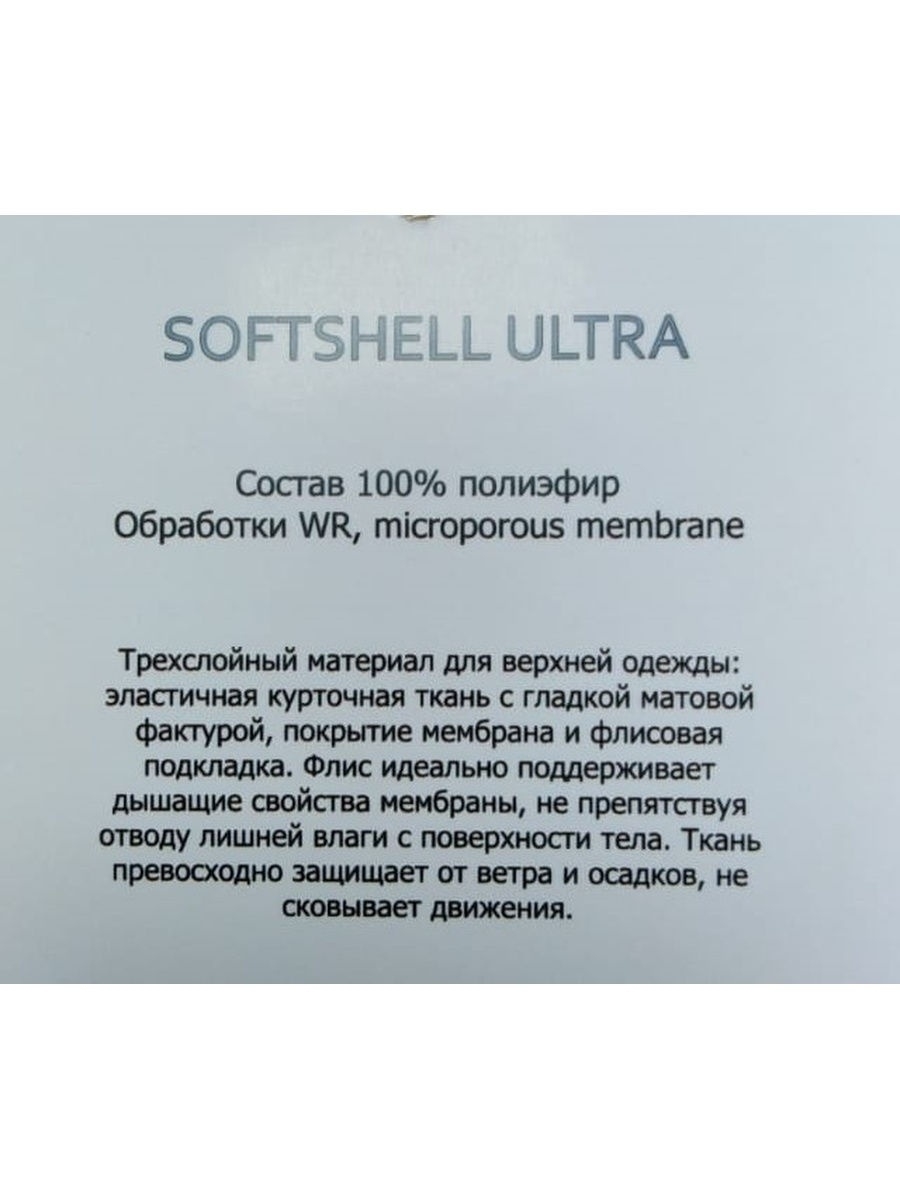 SOFTSHELL ULTRA
Состав 100% полиэфир
Обработки WR, microporous membrane
Трехслойный материал для верхней одежды:
эластичная курточная ткань с гладкой матовой
фактурой, покрытие мембрана и флисовая
подкладка. Флис идеально поддерживает
дышащие свойства мембраны, не препятствуя
отводу лишней влаги с поверхности тела. Ткань
превосходно защищает от ветра и осадков, не
сковывает движения.